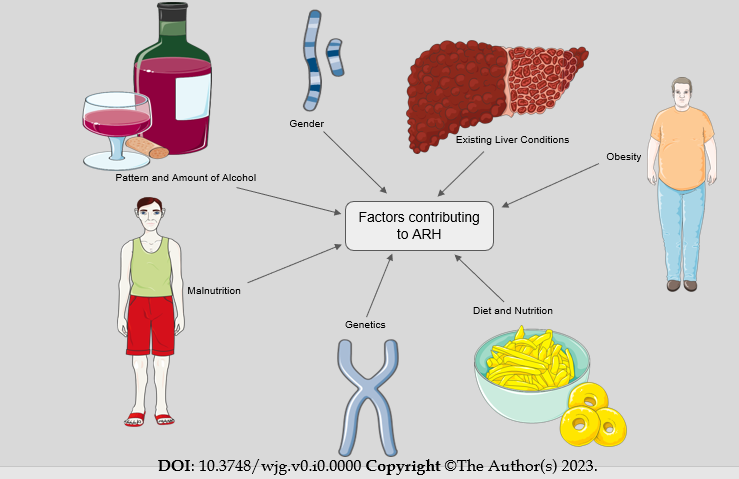 Gender
Existing Liver Conditions
Obesity
Pattern and Amount of Alcohol
Factors contributing
to ARH
Malnutrition
Diet and Nutrition
Genetics
DOI: 10.3748/wjg.v0.i0.0000 Copyright ©The Author(s) 2023.